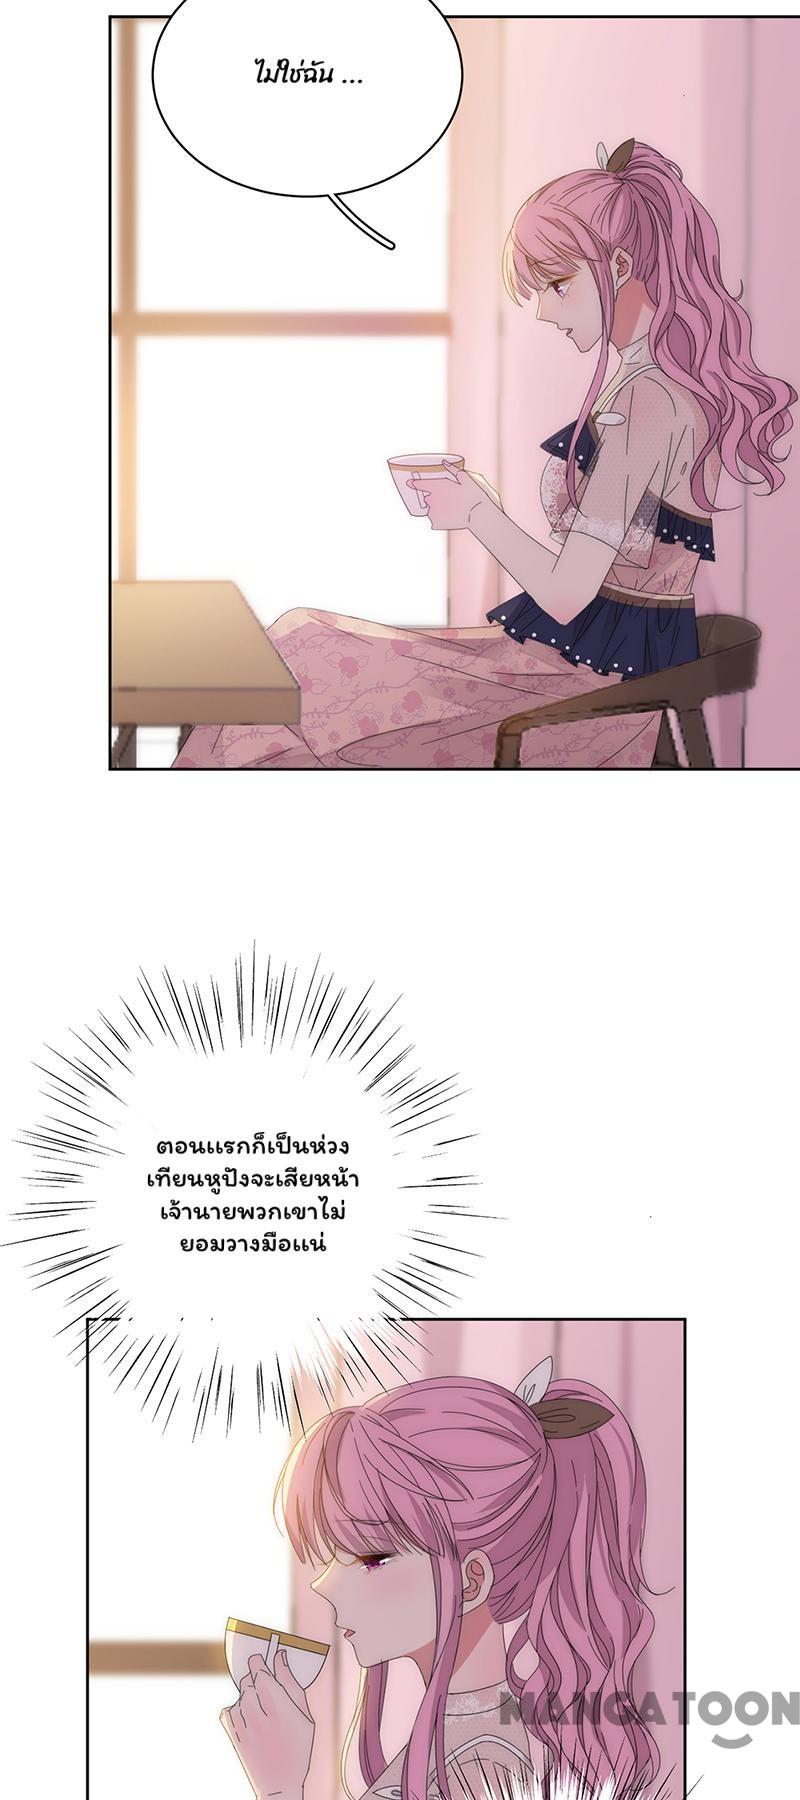 ไม่ใช่ฉัน ...
ตอนแรกก็เป็นห่วง
เทียนหูปังจะเสียหน้า
เจ้านายพวกเขาไม่
ยอมวางมือแน่
MANGATOON